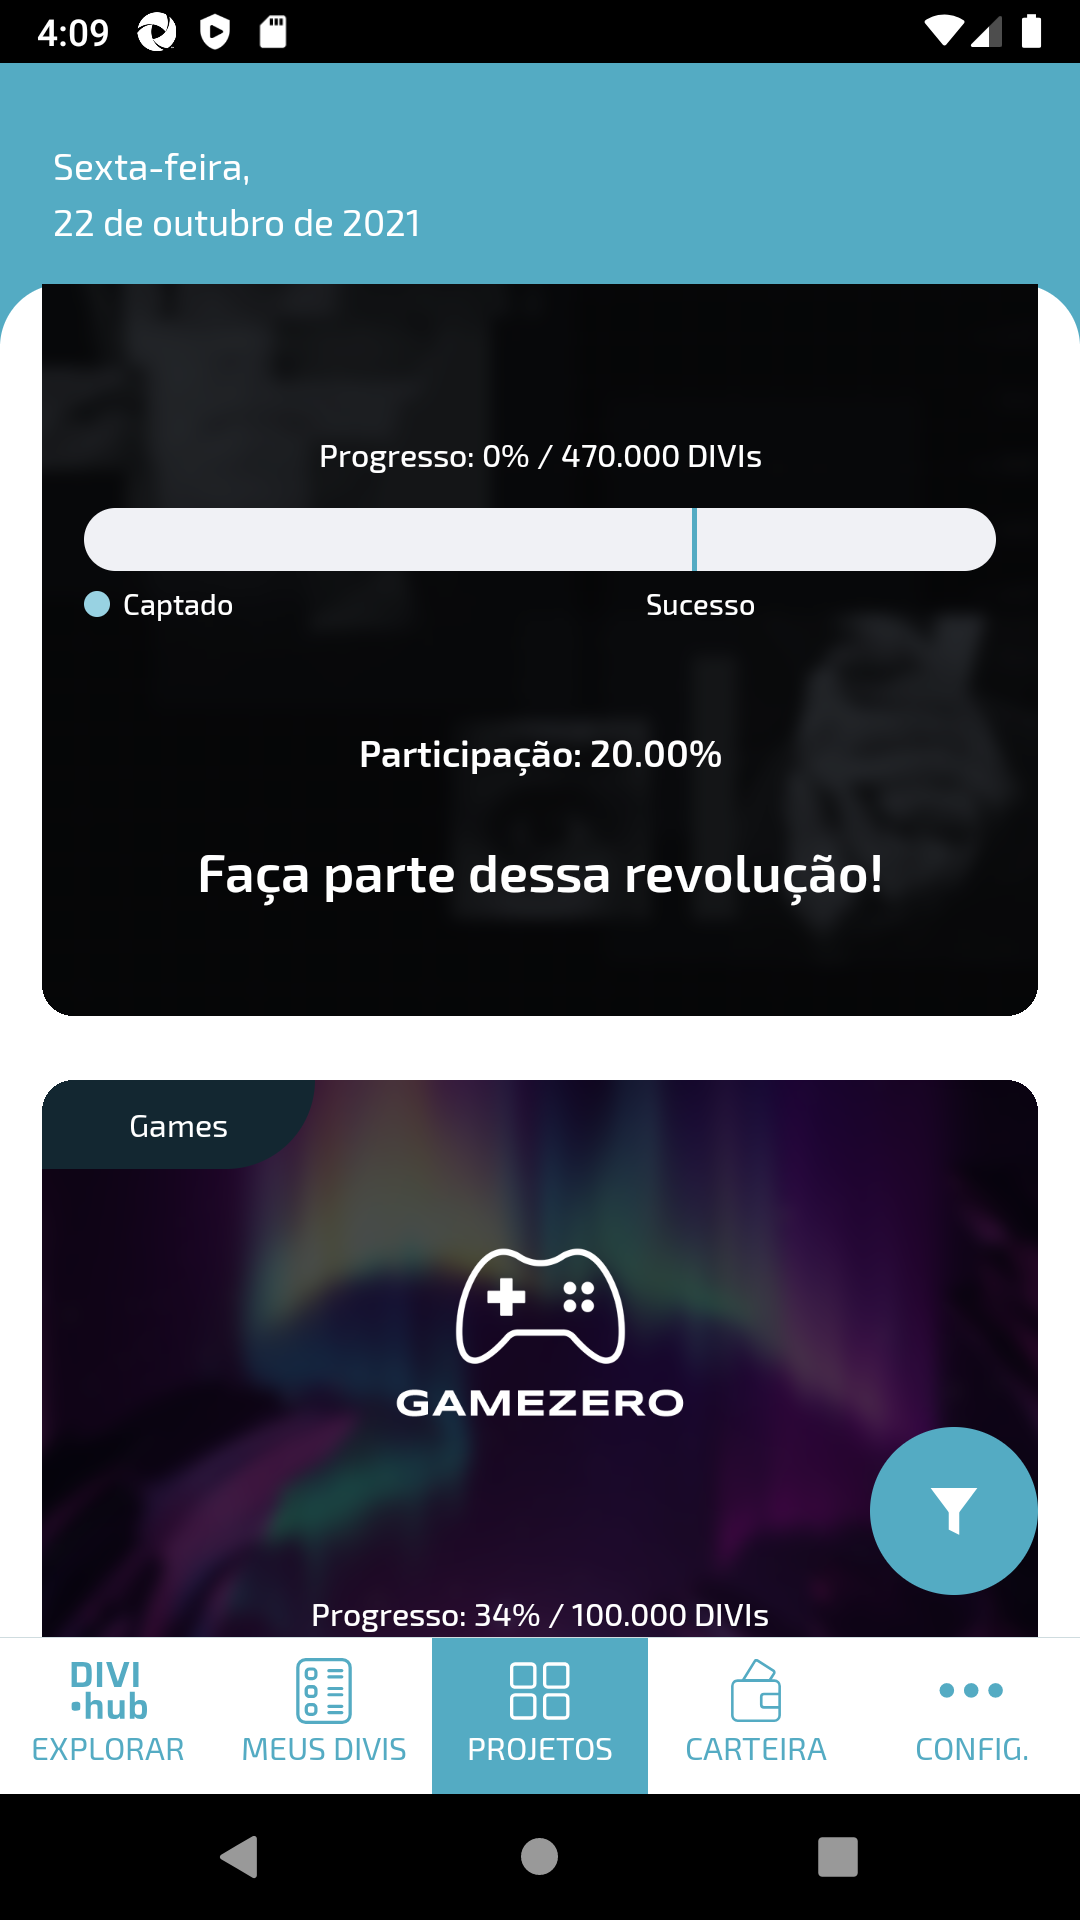 4:09
Sexta-feira,
22 de outubro de 2021
Progresso: 0% / 470.000 DIVIs
Captado
Sucesso
Participação: 20.00%
Faça parte dessa revolução!
Games
GAMEZERO
Progresso: 34% / 100.000 DIVIs
DIVI
hub
EXPLORAR
MEUS DIVIS
PROJETOS
CARTEIRA
CONFIG.